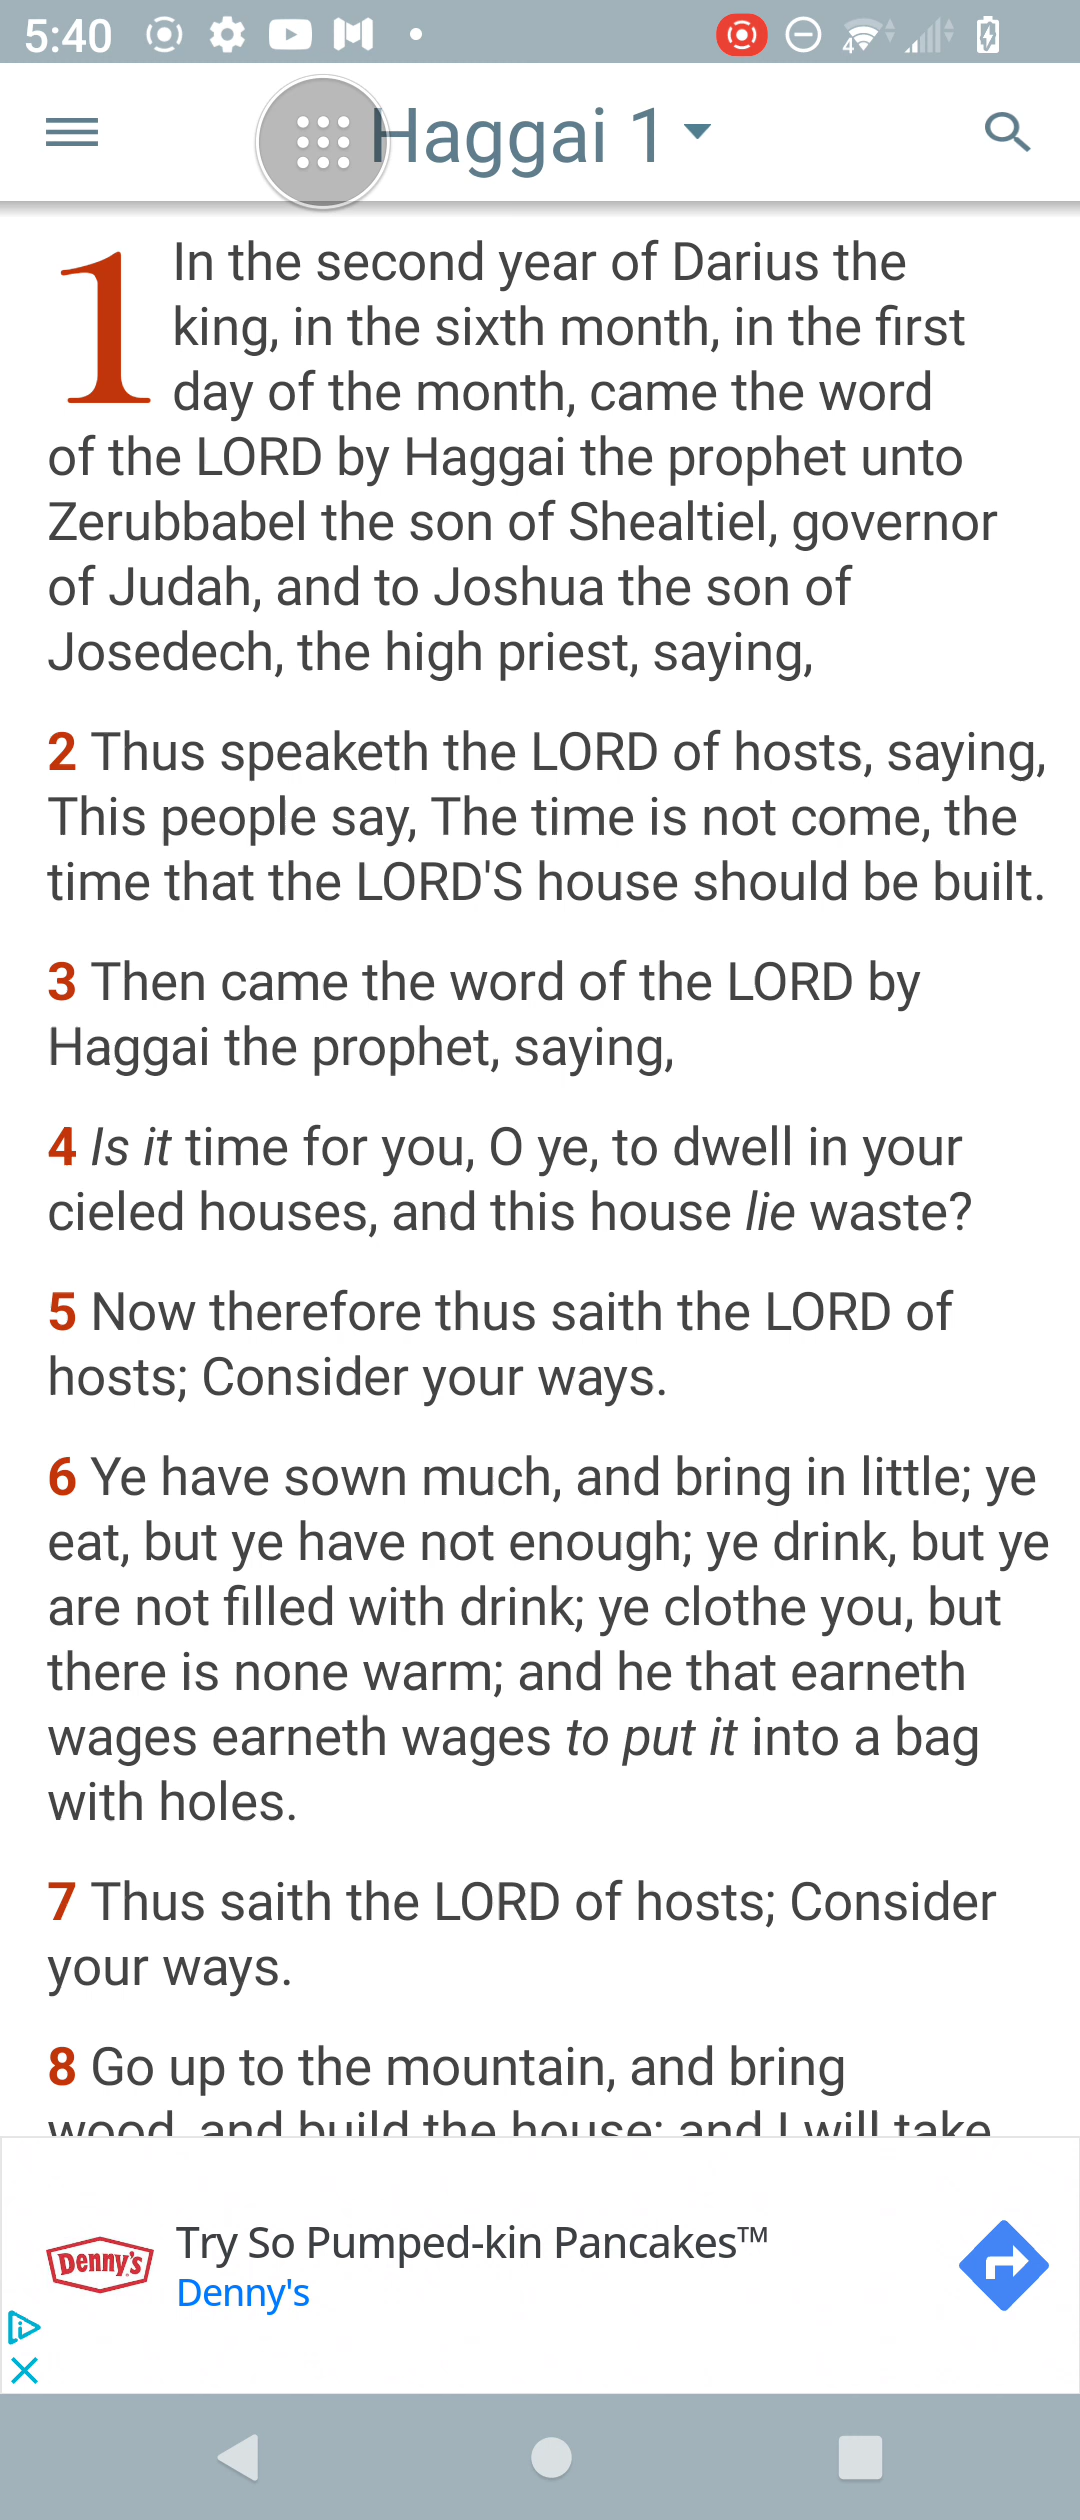 5:40
4
Haggai 1
1 In the second year of Darius the
king, in the sixth month, in the first
day of the month, came the word
of the LORD by Haggai the prophet unto
Zerubbabel the son of Shealtiel, governor
of Judah, and to Joshua the son of
Josedech, the high priest, saying,
2 Thus speaketh the LORD of hosts, saying,
This people say, The time is not come, the
time that the LORD'S house should be built.
3 Then came the word of the LORD by
Haggai the prophet, saying,
4 Is it time for you, O ye, to dwell in your
cieled houses, and this house lie waste?
5 Now therefore thus saith the LORD of
hosts; Consider your ways.
6 Ye have sown much, and bring in little; ye
eat, but ye have not enough; ye drink, but ye
are not filled with drink; ye clothe you, but
there is none warm; and he that earneth
wages earneth wages to put it into a bag
with holes.
7 Thus saith the LORD of hosts; Consider
your ways.
8 Go up to the mountain, and bring
wood, and build the house; and I will take
Denny's
Try So Pumped-kin Pancakes™
Denny's